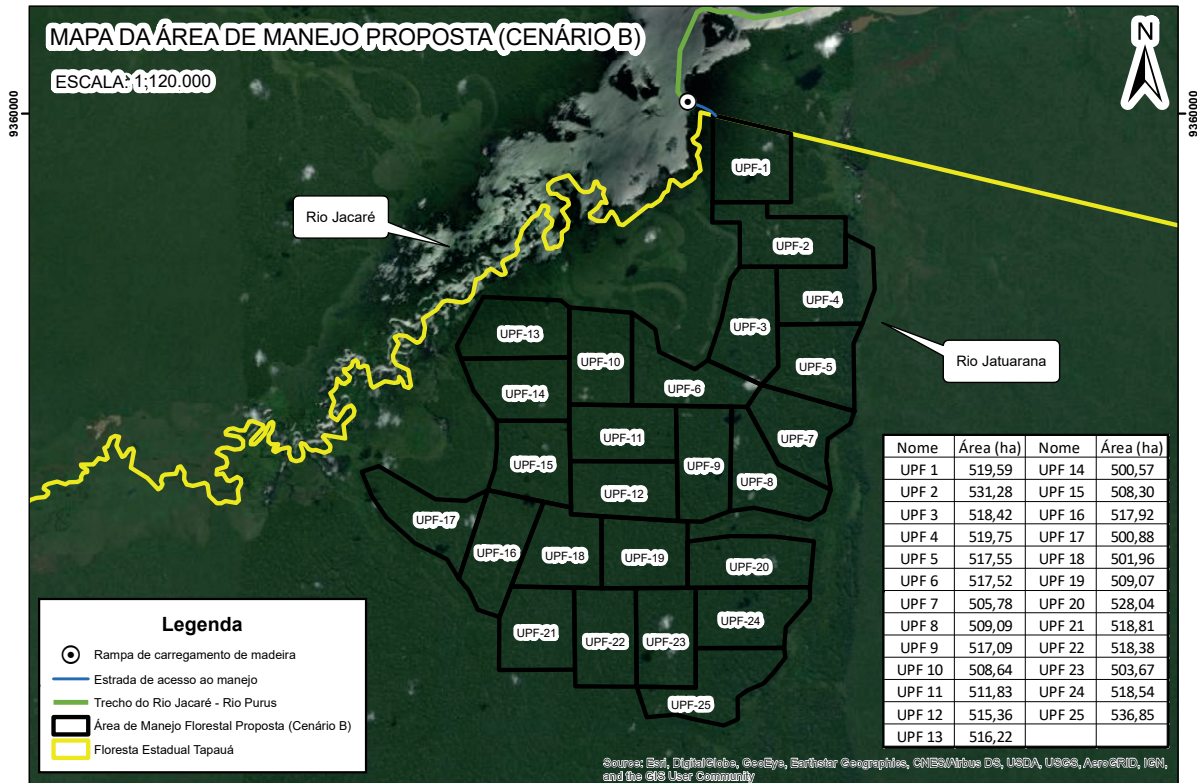 MAPA DA ÁREA DE MANEJO PROPOSTA (CENÁRIO B)
ESCALA: 1:120.000
N
9360000
9360000
Rio Jacaré
Rio Jatuarana
UPF-1
UPF-2
UPF-4
UPF-3
UPF-5
UPF-13
UPF-10
UPF-6
UPF-14
UPF-11
UPF-7
UPF-15
UPF-9
UPF-12
UPF-8
UPF-17
UPF-16
UPF-18
UPF-19
UPF-20
UPF-21
UPF-22
UPF-23
UPF-24
UPF-25
Nome Área (ha) Nome Área (ha)
UPF 1 519,59 UPF 14 500,57
UPF 2 531,28 UPF 15 508,30
UPF 3 518,42 UPF 16 517,92
UPF 4 519,75 UPF 17 500,88
UPF 5 517,55 UPF 18 501,96
UPF 6 517,52 UPF 19 509,07
UPF 7 505,78 UPF 20 528,04
UPF 8 509,09 UPF 21 518,81
UPF 9 517,09 UPF 22 518,38
UPF 10 508,64 UPF 23 503,67
UPF 11 511,83 UPF 24 518,54
UPF 12 515,36 UPF 25 536,85
UPF 13 516,22
Legenda
Rampa de carregamento de madeira
Estrada de acesso ao manejo
Trecho do Rio Jacaré - Rio Purus
Área de Manejo Florestal Proposta (Cenário B)
Floresta Estadual Tapauá
Source: Esri, DigitalGlobe, GeoEye, Earthstar Geographics, CNES/Airbus DS, USDA, USGS, AeroGRID, IGN,
and the GIS User Community